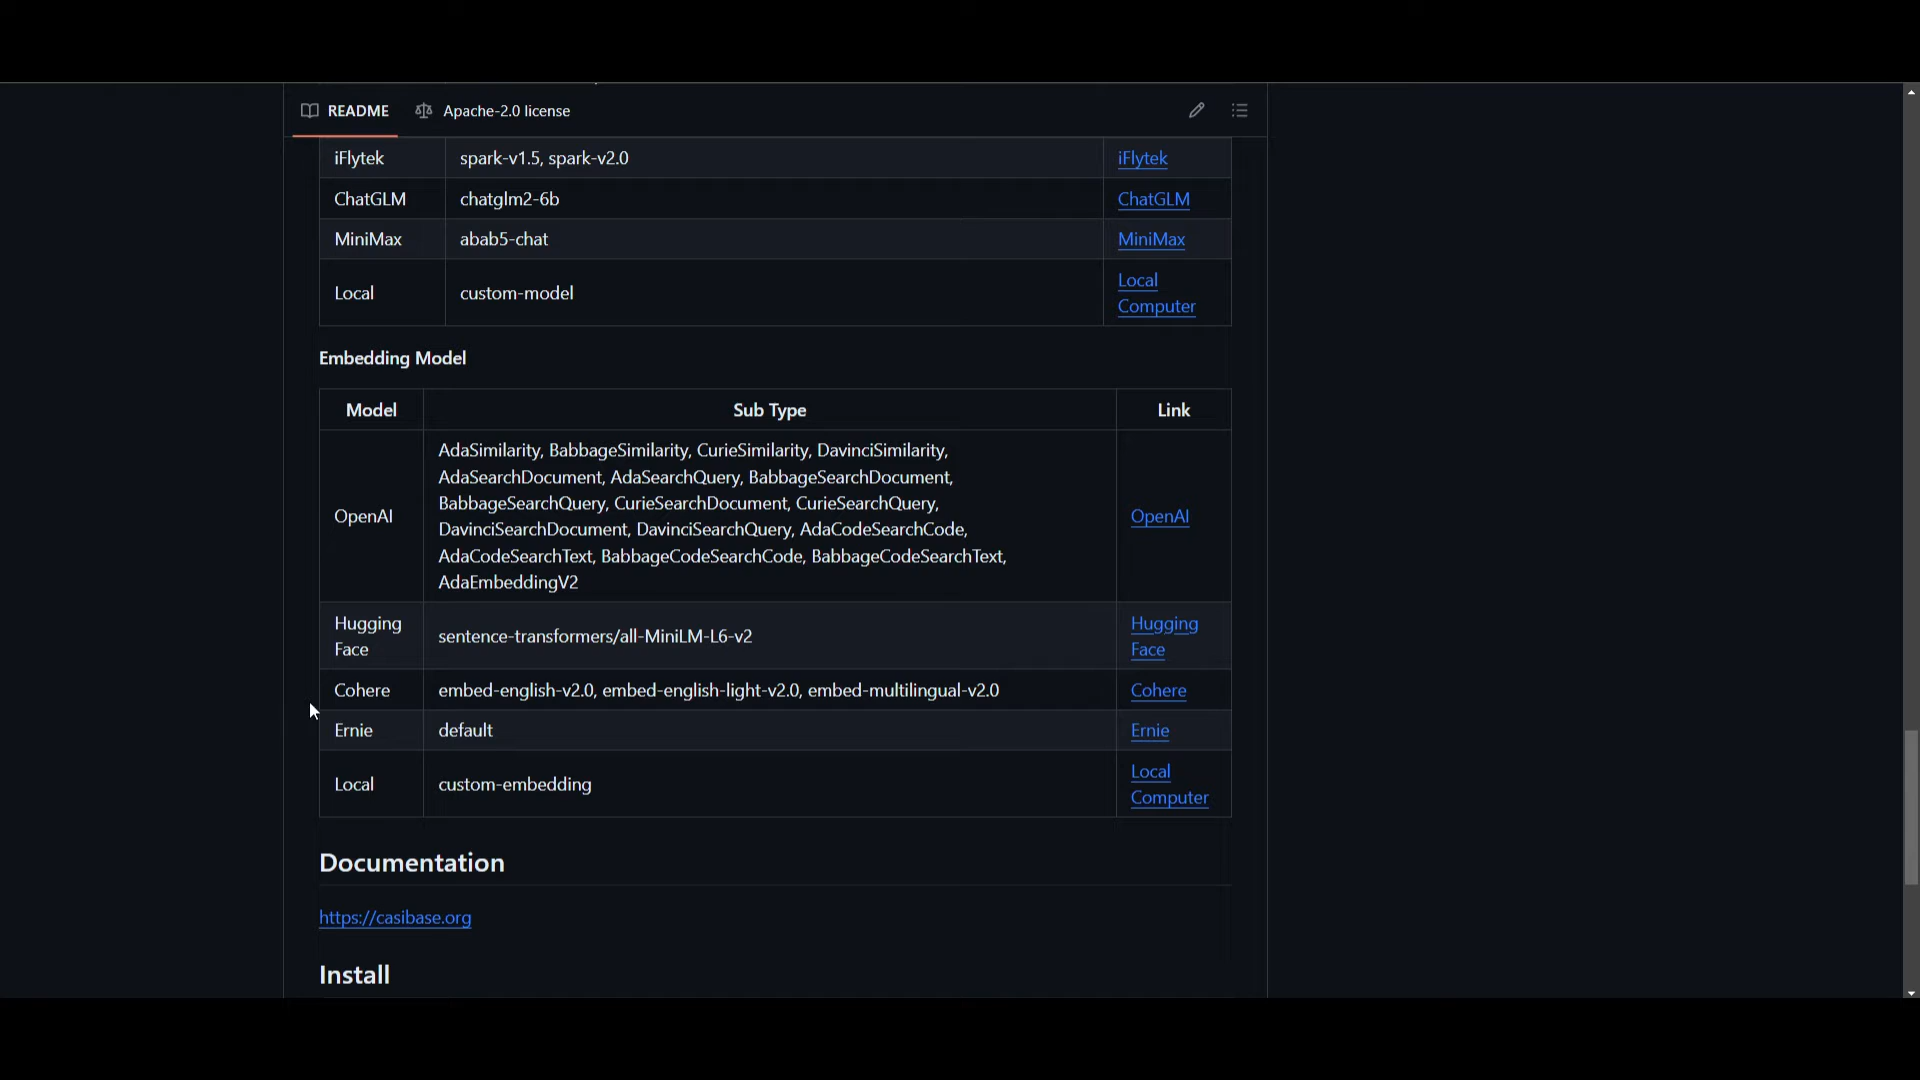 README Apache-2.0 license
iFlytek spark-v1.5, spark-v2.0 iFlytek
ChatGLM chatglm2-6b ChatGLM
MiniMax abab5-chat MiniMax
Local custom-model Local
Computer
Embedding Model
Model Sub Type Link
OpenAI AdaSimilarity, BabbageSimilarity, CurieSimilarity, DavinciSimilarity,
AdaSearchDocument, AdaSearchQuery, BabbageSearchDocument,
BabbageSearchQuery, CurieSearchDocument, CurieSearchQuery,
DavinciSearchDocument, DavinciSearchQuery, AdaCodeSearchCode,
AdaCodeSearchText, BabbageCodeSearchCode, BabbageCodeSearchText,
AdaEmbeddingV2
OpenAI
Hugging
Face
sentence-transformers/all-MiniLM-L6-v2
Hugging
Face
Cohere embed-english-v2.0, embed-english-light-v2.0, embed-multilingual-v2.0 Cohere
Ernie default Ernie
Local custom-embedding Local
Computer
Documentation
https://casibase.org
Install